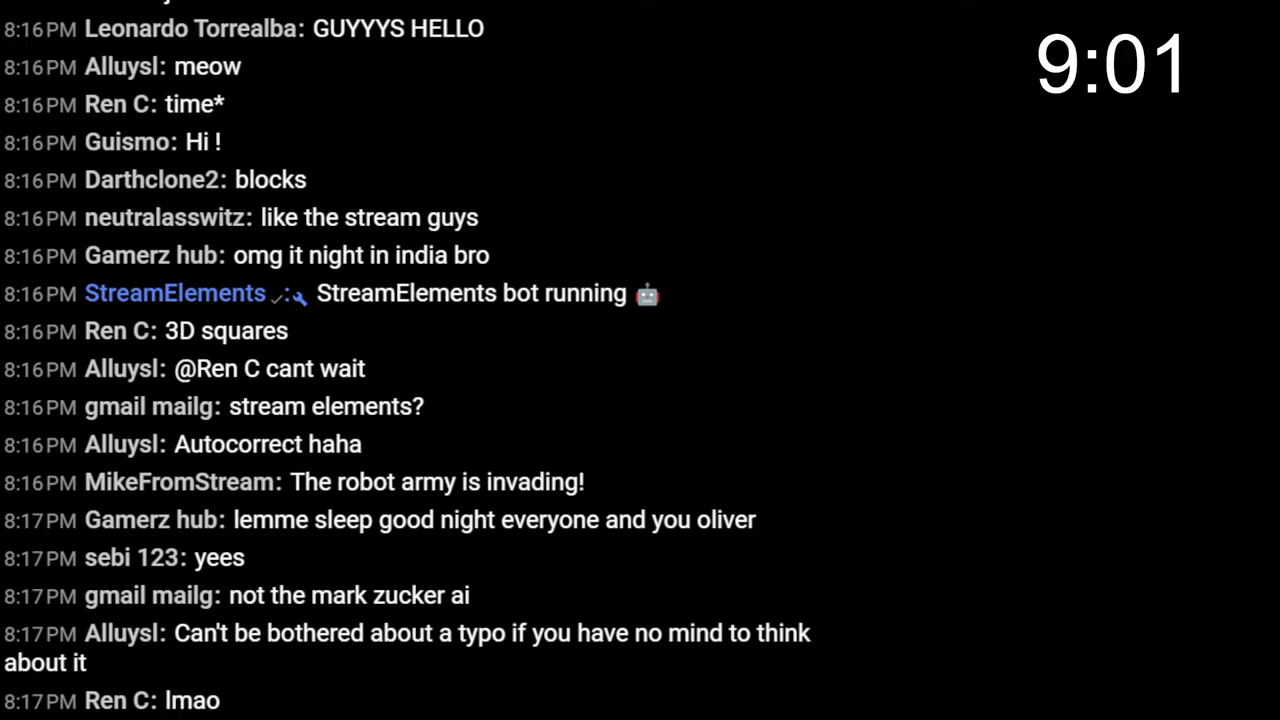 8:16PM Leonardo Torrealba: GUYYYS HELLO
9:01
8:16PM Alluysl: meow
8:16PM Ren C: time*
8:16PM Guismo: Hi !
8:16PM Darthclone2: blocks
8:16PM neutralasswitz: like the stream guys
8:16PM Gamerz hub: omg it night in india bro
8:16PM StreamElements ✓:🔧 StreamElements bot running 🤖
8:16PM Ren C: 3D squares
8:16PM Alluysl: @Ren C cant wait
8:16PM gmail mailg: stream elements?
8:16PM Alluysl: Autocorrect haha
8:16PM MikeFromStream: The robot army is invading!
8:17PM Gamerz hub: lemme sleep good night everyone and you oliver
8:17PM sebi 123: yees
8:17PM gmail mailg: not the mark zucker ai
8:17PM Alluysl: Can't be bothered about a typo if you have no mind to think
about it
8:17PM Ren C: lmao